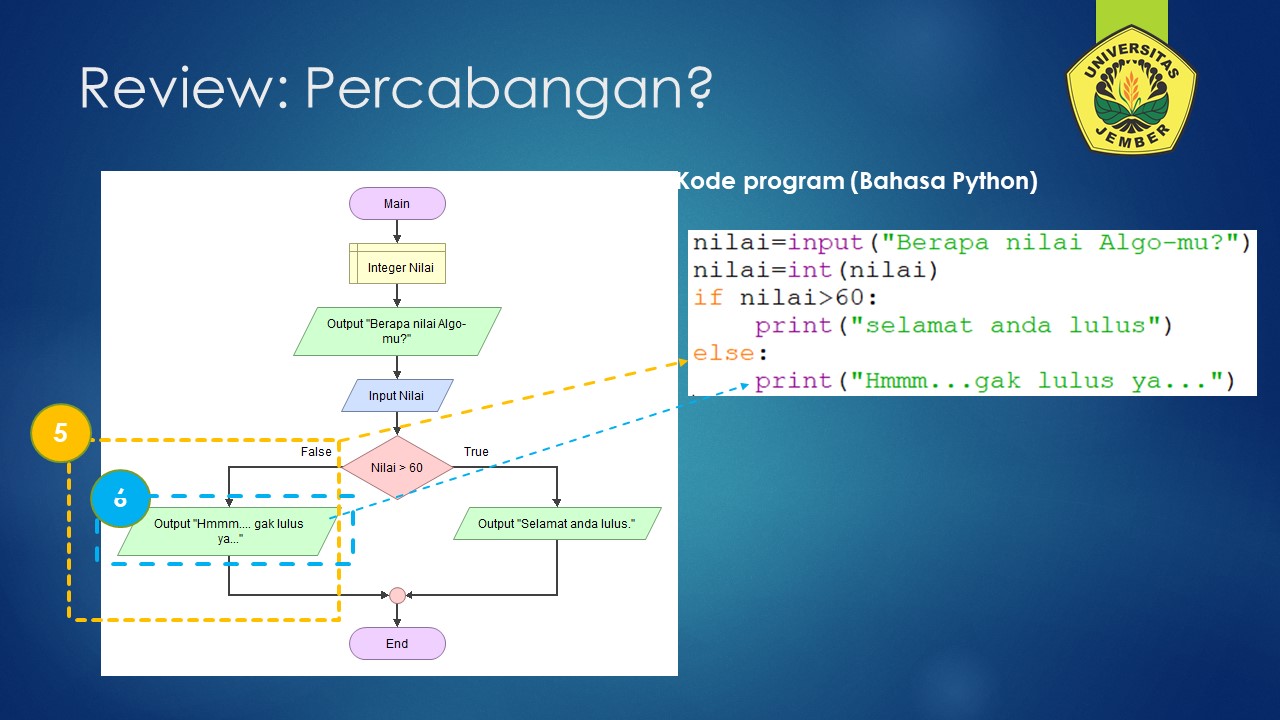 Review: Percabangan?
UNIVERSITAS
JEMBER
Kode program (Bahasa Python)
Main
Integer Nilai
Output "Berapa nilai Algo-
mu?"
Input Nilai
Nilai > 60
False
True
5
6
Output "Hmmm.... gak lulus
ya..."
Output "Selamat anda lulus."
End
nilai=input("Berapa nilai Algo-mu?")
nilai=int(nilai)
if nilai>60:
    print("selamat anda lulus")
else:
    print("Hmmm...gak lulus ya...")